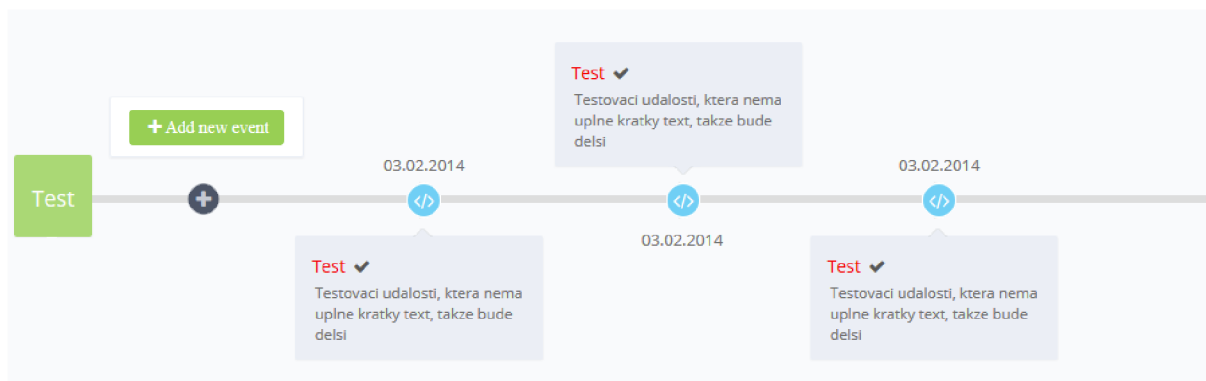 Test
+ Add new event
03.02.2014
Test
Testovaci udalosti, ktera nema
uplne kratky text, takze bude
delsi
Test
Testovaci udalosti, ktera nema
uplne kratky text, takze bude
delsi
03.02.2014
03.02.2014
Test
Testovaci udalosti, ktera nema
uplne kratky text, takze bude
delsi